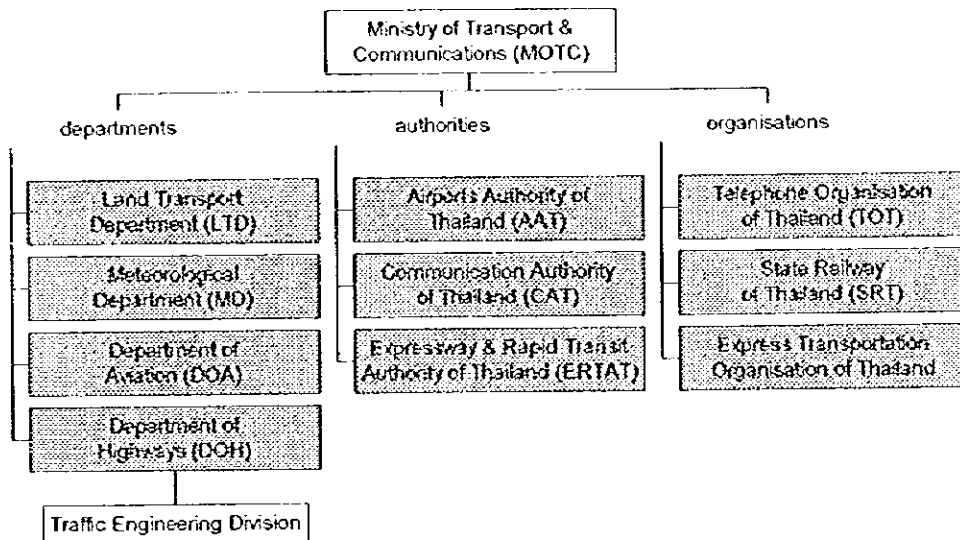 Ministry of Transport &
Communications (MOTC)
departments
authorities
organisations
Land Transport
Department (LTD)
Airports Authority of
Thailand (AAT)
Telephone Organisation
of Thailand (TOT)
Meteorological
Department (MD)
Communication Authority
of Thailand (CAT)
State Railway
of Thailand (SRT)
Department of
Aviation (DOA)
Expressway & Rapid Transit
Authority of Thailand (ERTAT)
Express Transportation
Organisation of Thailand
Department of
Highways (DOH)
Traffic Engineering Division